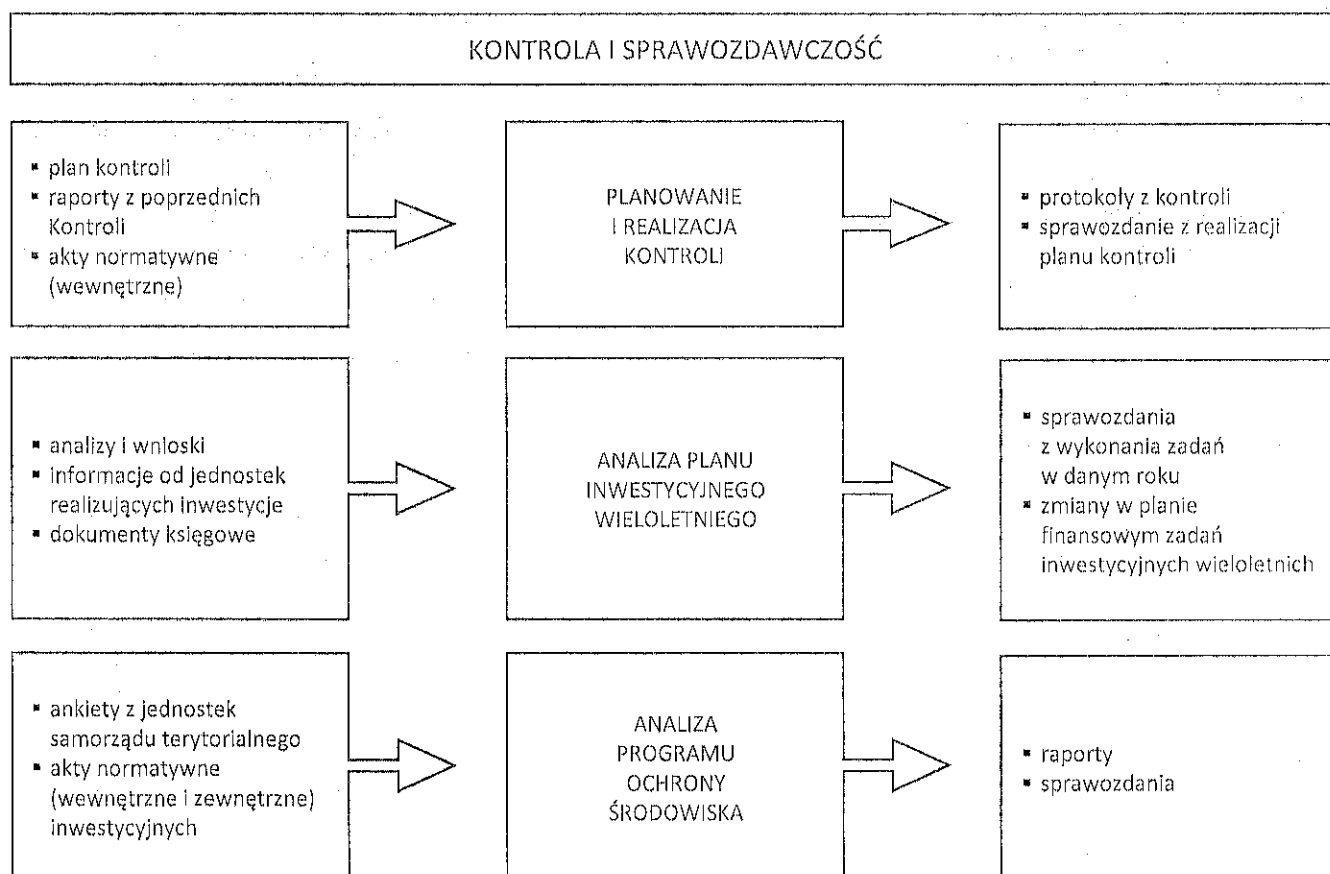 KONTROLA I SPRAWOZDAWCZOŚĆ
▪ plan kontroli
▪ raporty z poprzednich
Kontroli
▪ akty normatywne
(wewnętrzne)
PLANOWANIE
I REALIZACJA
KONTROLI
▪ protokoły z kontroli
▪ sprawozdanie z realizacji
planu kontroli
▪ analizy i wnioski
▪ informacje od jednostek
realizujących inwestycje
▪ dokumenty księgowe
ANALIZA PLANU
INWESTYCYJNEGO
WIELOLETNIEGO
▪ sprawozdania
z wykonania zadań
w danym roku
▪ zmiany w planie
finansowym zadań
inwestycyjnych wieloletnich
▪ ankiety z jednostek
samorządu terytorialnego
▪ akty normatywne
(wewnętrzne i zewnętrzne)
inwestycyjnych
ANALIZA
PROGRAMU
OCHRONY
ŚRODOWISKA
▪ raporty
▪ sprawozdania